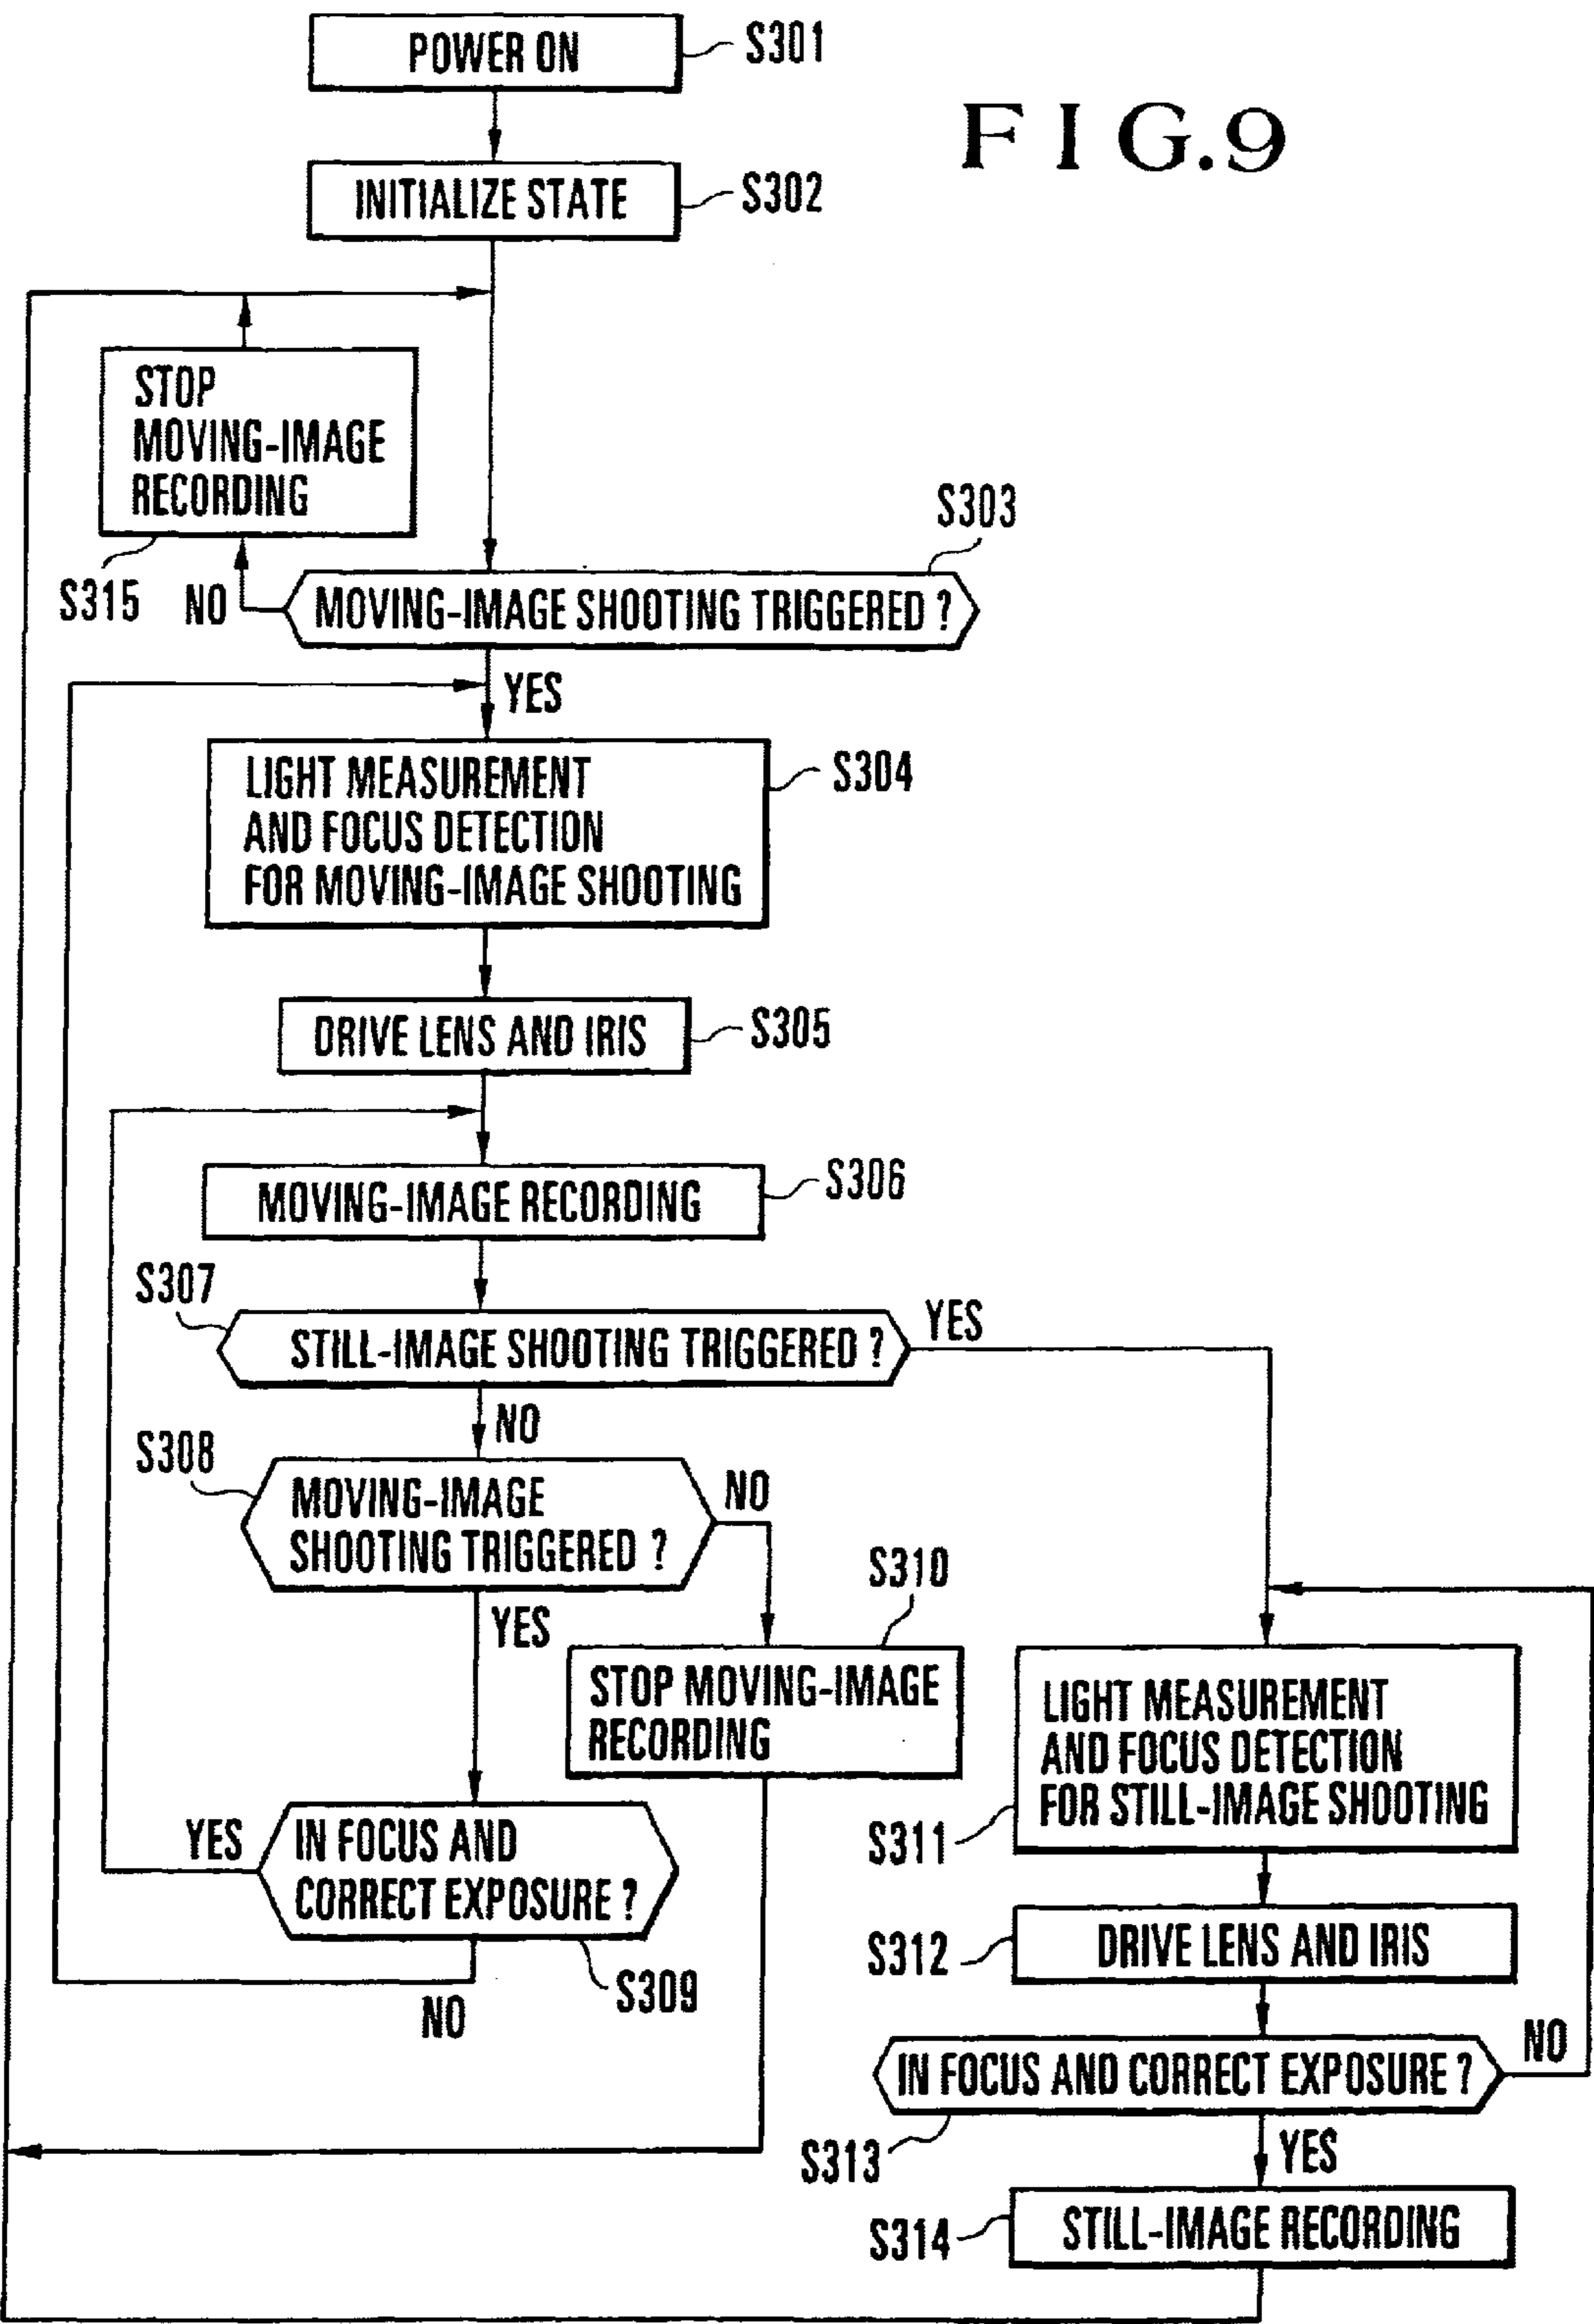 POWER ON
S301
FIG.9
INITIALIZE STATE
S302
STOP
MOVING-IMAGE
RECORDING
S315
NO
S303
MOVING-IMAGE SHOOTING TRIGGERED ?
YES
LIGHT MEASUREMENT
AND FOCUS DETECTION
FOR MOVING-IMAGE SHOOTING
S304
DRIVE LENS AND IRIS
S305
MOVING-IMAGE RECORDING
S306
S307
STILL-IMAGE SHOOTING TRIGGERED ?
YES
NO
S308
MOVING-IMAGE
SHOOTING TRIGGERED ?
NO
YES
S310
STOP MOVING-IMAGE
RECORDING
LIGHT MEASUREMENT
AND FOCUS DETECTION
FOR STILL-IMAGE SHOOTING
S311
YES
IN FOCUS AND
CORRECT EXPOSURE ?
S309
NO
S312
DRIVE LENS AND IRIS
IN FOCUS AND CORRECT EXPOSURE ?
NO
S313
YES
S314
STILL-IMAGE RECORDING